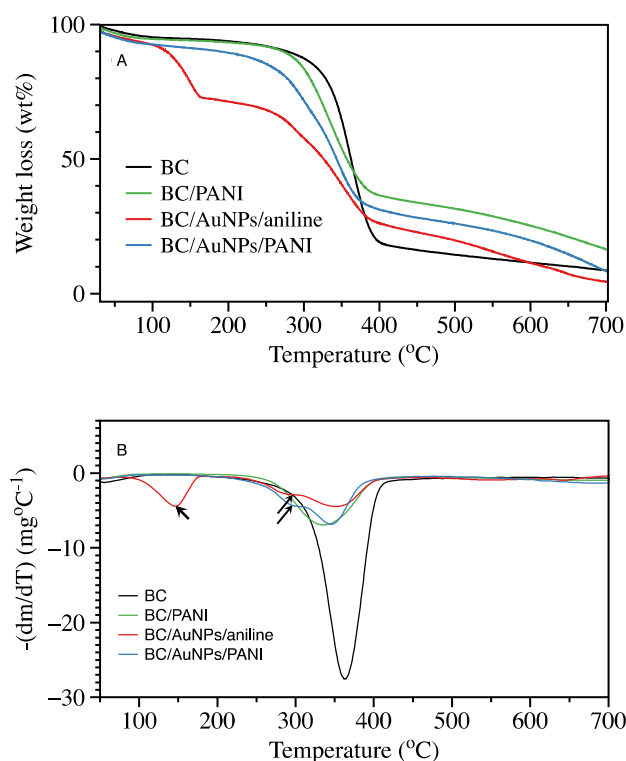 100
A
Weight loss (wt%)
50
BC
BC/PANI
BC/AuNPs/aniline
BC/AuNPs/PANI
0
100 200 300 400 500 600 700
Temperature (°C)
B
0
-(dm/dT) (mg°C⁻¹)
−10
BC
BC/PANI
−20
BC/AuNPs/aniline
BC/AuNPs/PANI
−30
100 200 300 400 500 600 700
Temperature (°C)